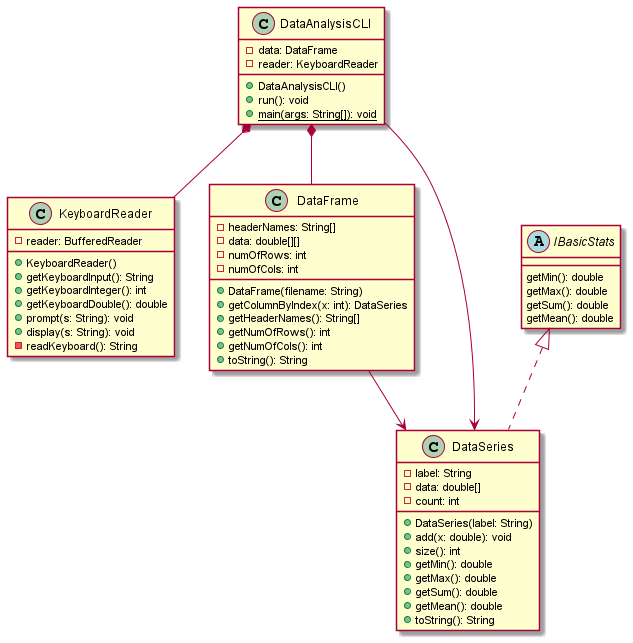 C DataAnalysisCLI
data: DataFrame
reader: KeyboardReader
DataAnalysisCLI()
run(): void
main(args: String[]): void
C KeyboardReader
reader: BufferedReader
KeyboardReader()
getKeyboardInput(): String
getKeyboardInteger(): int
getKeyboardDouble(): double
prompt(s: String): void
display(s: String): void
readKeyboard(): String
C DataFrame
headerNames: String[]
data: double[][]
numOfRows: int
numOfCols: int
DataFrame(filename: String)
getColumnByIndex(x: int): DataSeries
getHeaderNames(): String[]
getNumOfRows(): int
getNumOfCols(): int
toString(): String
A IBasicStats
getMin(): double
getMax(): double
getSum(): double
getMean(): double
C DataSeries
label: String
data: double[]
count: int
DataSeries(label: String)
add(x: double): void
size(): int
getMin(): double
getMax(): double
getSum(): double
getMean(): double
toString(): String